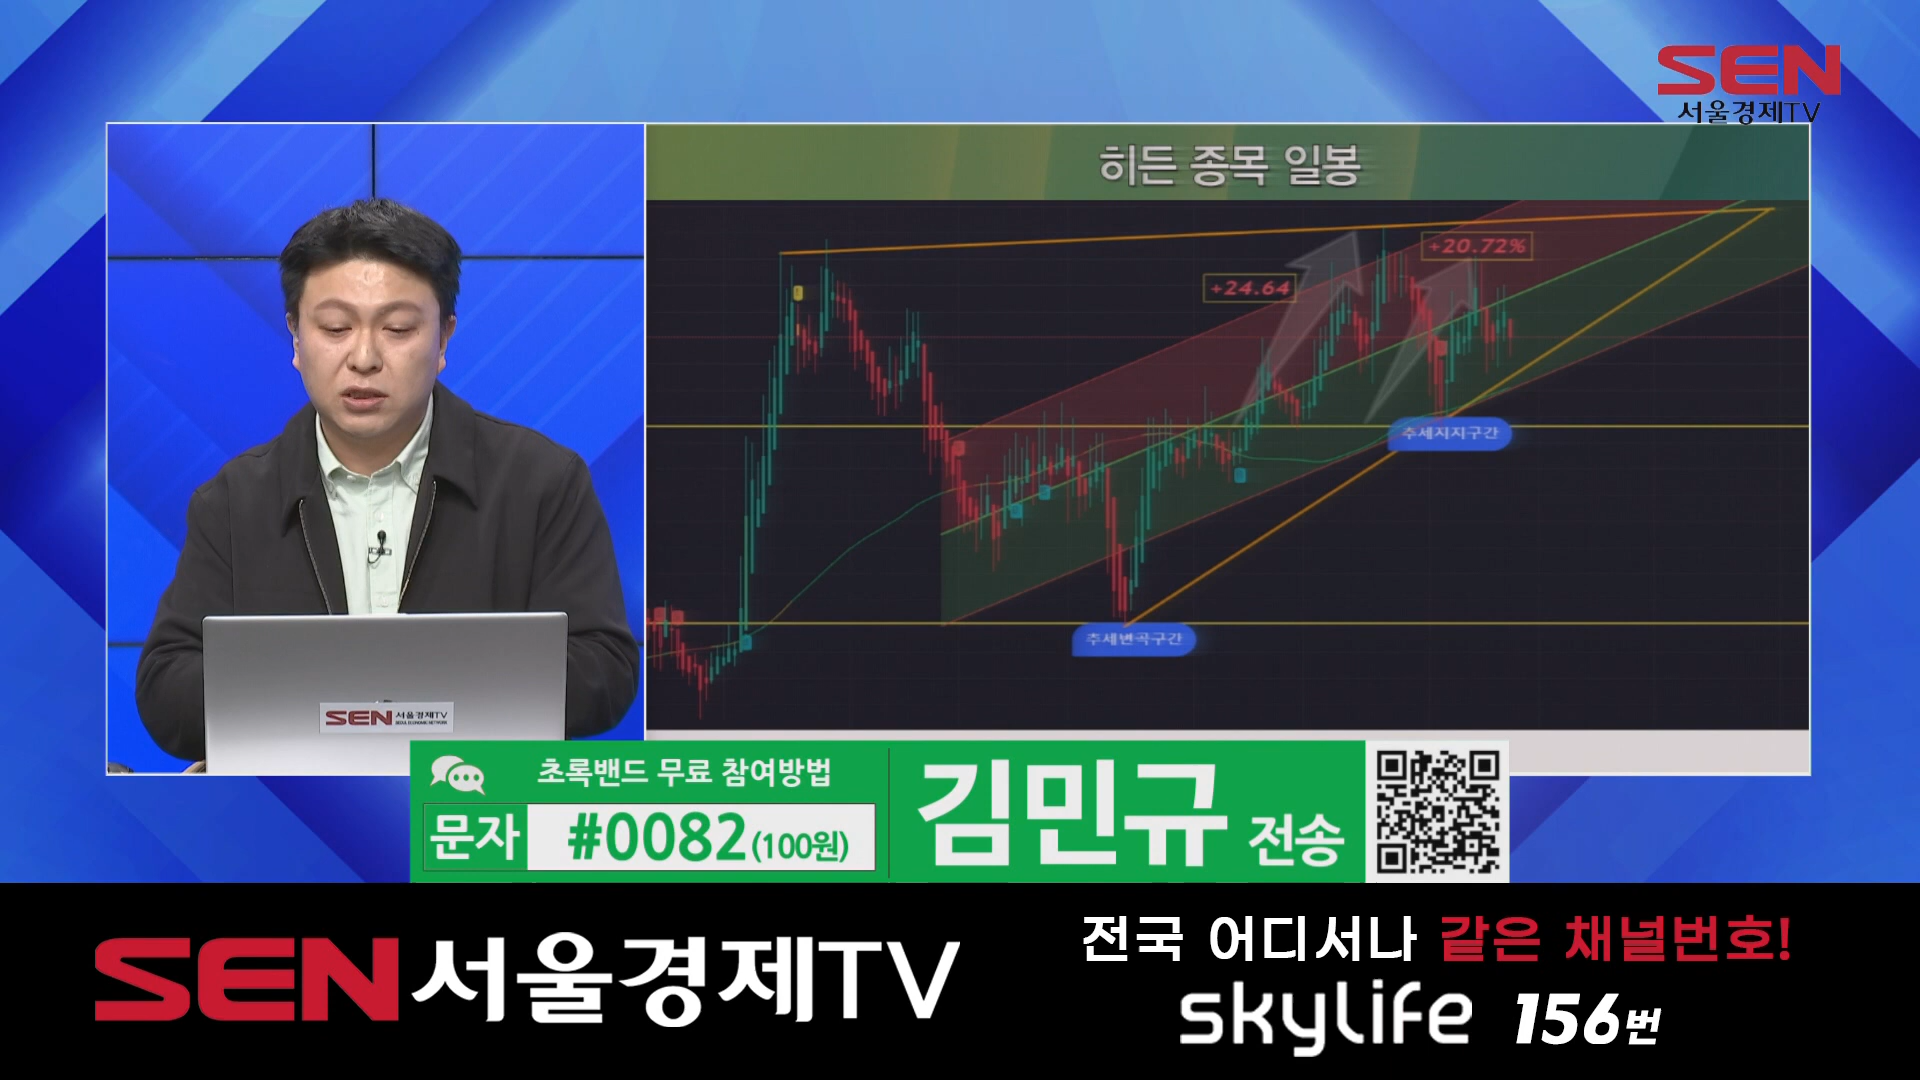 SEN
서울경제TV
히든 종목 일봉
+20.72%
+24.64
추세지지구간
추세변곡구간
SEN 서울경제TV
초록밴드 무료 참여방법
문자 #0082(100원)
김민규 전송
SEN 서울경제TV
전국 어디서나 같은 채널번호!
skylife 156번